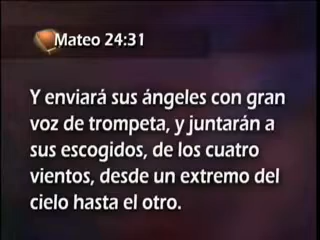 Mateo 24:31
Y enviará sus ángeles con gran
voz de trompeta, y juntarán a
sus escogidos, de los cuatro
vientos, desde un extremo del
cielo hasta el otro.